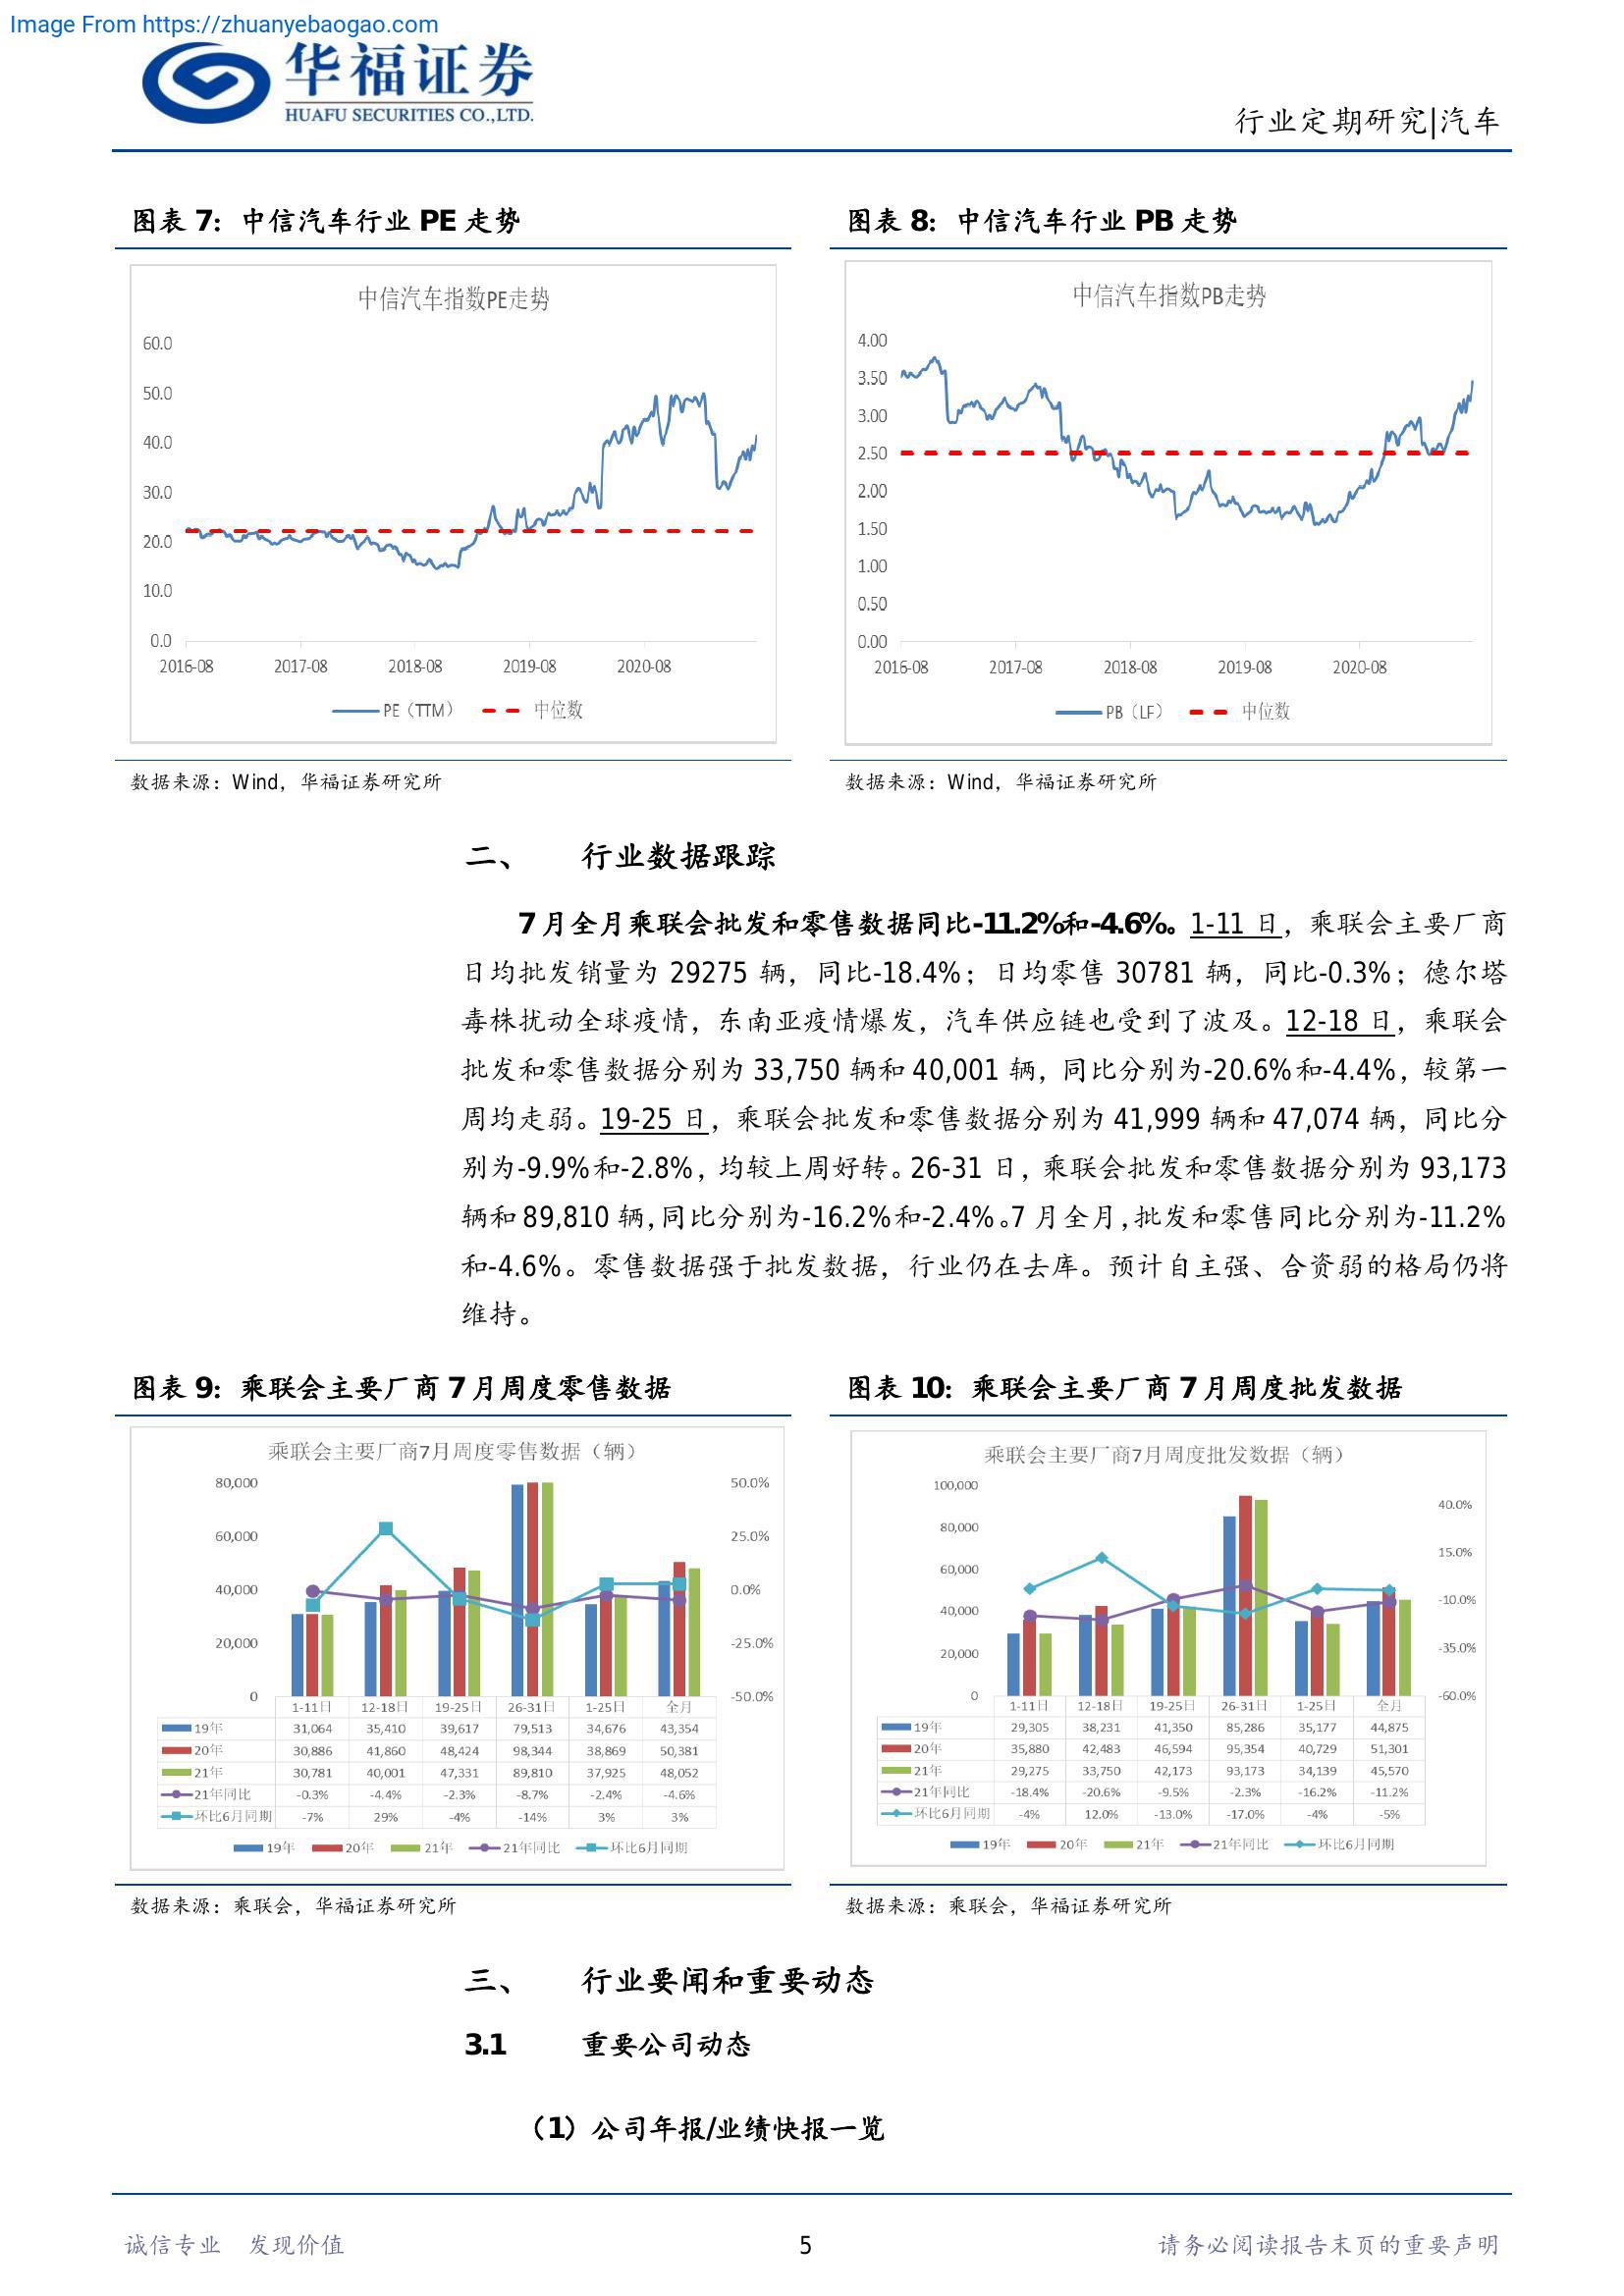 Image From https://zhuanyebaogao.com
华福证券
HUAFU SECURITIES CO.,LTD.
行业定期研究|汽车
图表 7：中信汽车行业 PE 走势
中信汽车指数PE走势
60.0
50.0
40.0
30.0
20.0
10.0
0.0
2016-08 2017-08 2018-08 2019-08 2020-08
PE（TTM） 中位数
数据来源：Wind，华福证券研究所
图表 8：中信汽车行业 PB 走势
中信汽车指数PB走势
4.00
3.50
3.00
2.50
2.00
1.50
1.00
0.50
0.00
2016-08 2017-08 2018-08 2019-08 2020-08
PB（LF） 中位数
数据来源：Wind，华福证券研究所
二、 行业数据跟踪
7 月全月乘联会批发和零售数据同比-11.2%和-4.6%。1-11 日，乘联会主要厂商
日均批发销量为 29275 辆，同比-18.4%；日均零售 30781 辆，同比-0.3%；德尔塔
毒株扰动全球疫情，东南亚疫情爆发，汽车供应链也受到了波及。12-18 日，乘联会
批发和零售数据分别为 33,750 辆和 40,001 辆，同比分别为-20.6%和-4.4%，较第一
周均走弱。19-25 日，乘联会批发和零售数据分别为 41,999 辆和 47,074 辆，同比分
别为-9.9%和-2.8%，均较上周好转。26-31 日，乘联会批发和零售数据分别为 93,173
辆和 89,810 辆，同比分别为-16.2%和-2.4%。7 月全月，批发和零售同比分别为-11.2%
和-4.6%。零售数据强于批发数据，行业仍在去库。预计自主强、合资弱的格局仍将
维持。
图表 9：乘联会主要厂商 7 月周度零售数据
乘联会主要厂商7月周度零售数据（辆）
80,000 50.0%
60,000 25.0%
40,000 0.0%
20,000 -25.0%
0 -50.0%
1-11日 12-18日 19-25日 26-31日 1-25日 全月
19年 31,064 35,410 39,617 79,513 34,676 43,354
20年 30,886 41,860 48,424 98,344 38,869 50,381
21年 30,781 40,001 47,331 89,810 37,925 48,052
21年同比 -0.3% -4.4% -2.3% -8.7% -2.4% -4.6%
环比6月同期 -7% 29% -4% -14% 3% 3%
19年 20年 21年 21年同比 环比6月同期
数据来源：乘联会，华福证券研究所
图表 10：乘联会主要厂商 7 月周度批发数据
乘联会主要厂商7月周度批发数据（辆）
100,000
40.0%
80,000
15.0%
60,000
-10.0%
40,000
-35.0%
20,000
0 -60.0%
1-11日 12-18日 19-25日 26-31日 1-25日 全月
19年 29,305 38,231 41,350 85,286 35,177 44,875
20年 35,880 42,483 46,594 95,354 40,729 51,301
21年 29,275 33,750 42,173 93,173 34,139 45,570
21年同比 -18.4% -20.6% -9.5% -2.3% -16.2% -11.2%
环比6月同期 -4% 12.0% -13.0% -17.0% -4% -5%
19年 20年 21年 21年同比 环比6月同期
数据来源：乘联会，华福证券研究所
三、 行业要闻和重要动态
3.1 重要公司动态
（1）公司年报/业绩快报一览
诚信专业 发现价值
5
请务必阅读报告末页的重要声明